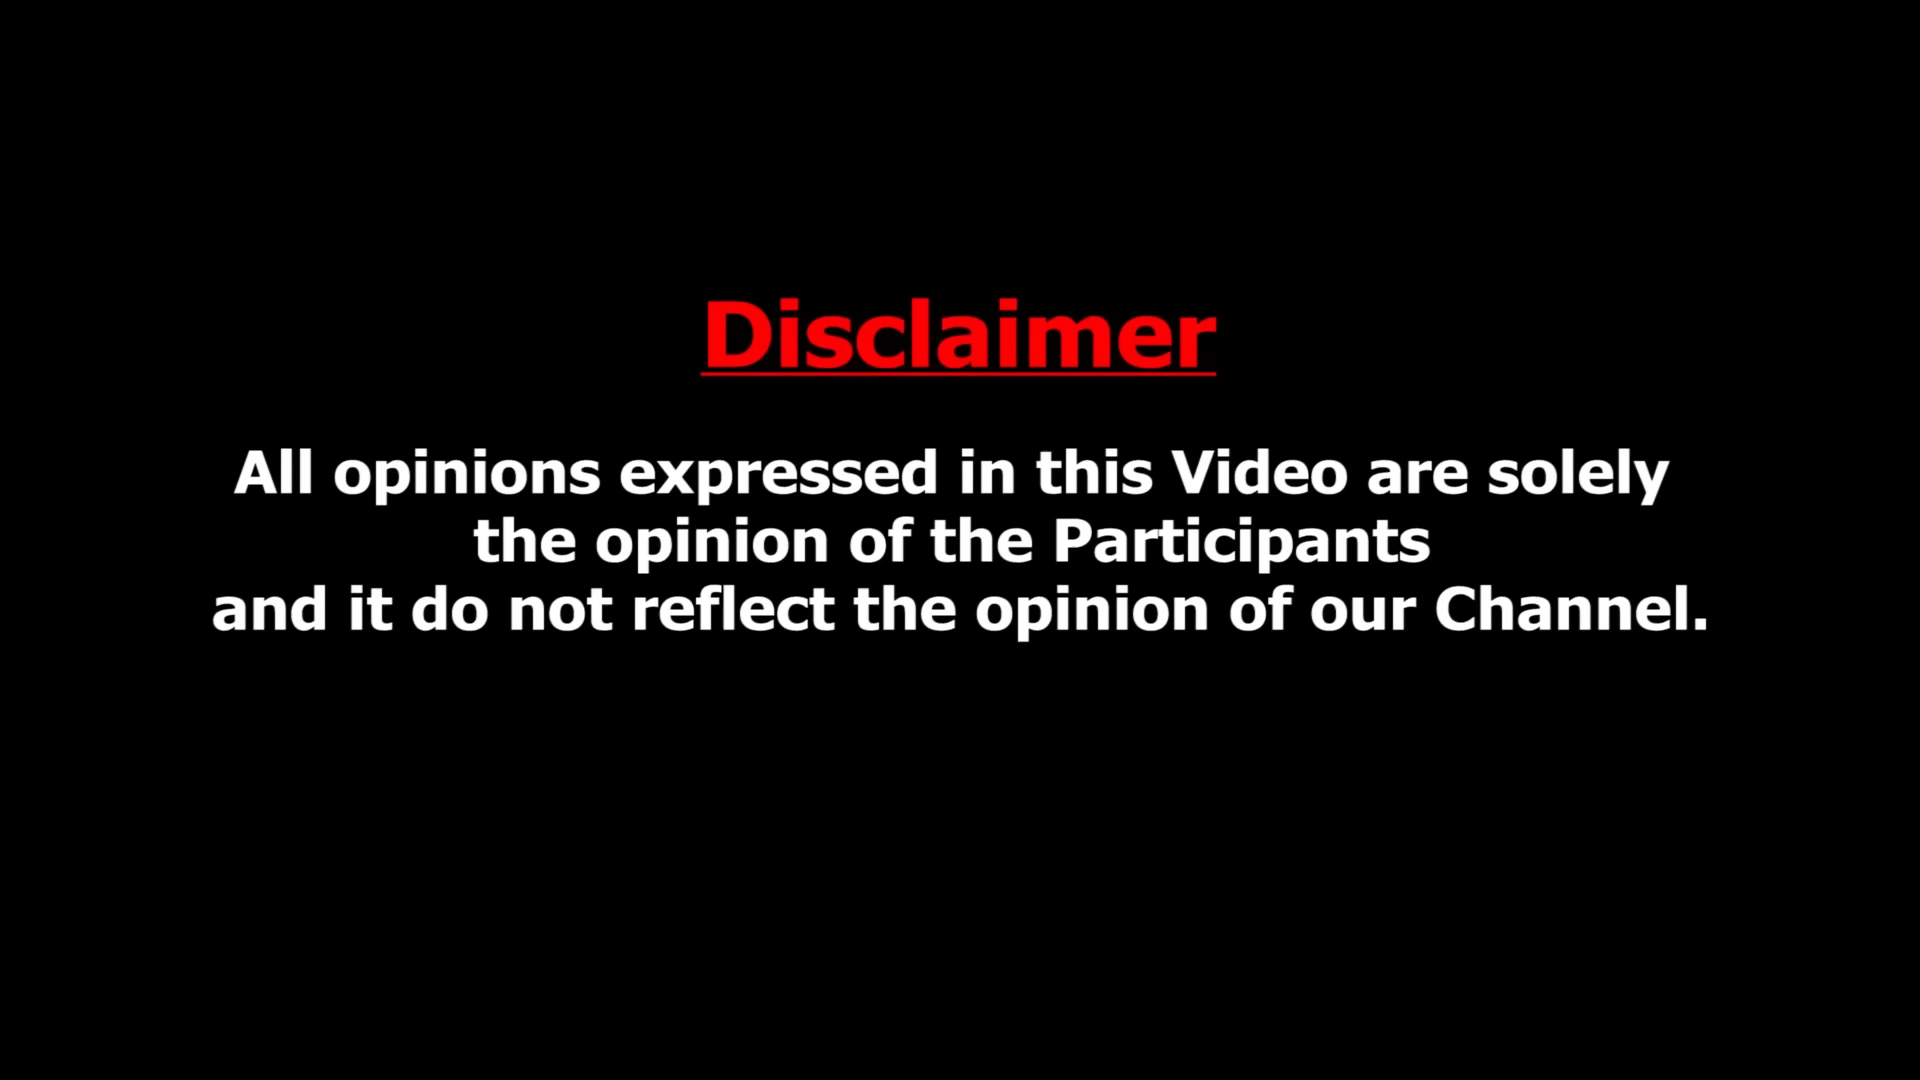 Disclaimer
All opinions expressed in this Video are solely
the opinion of the Participants
and it do not reflect the opinion of our Channel.